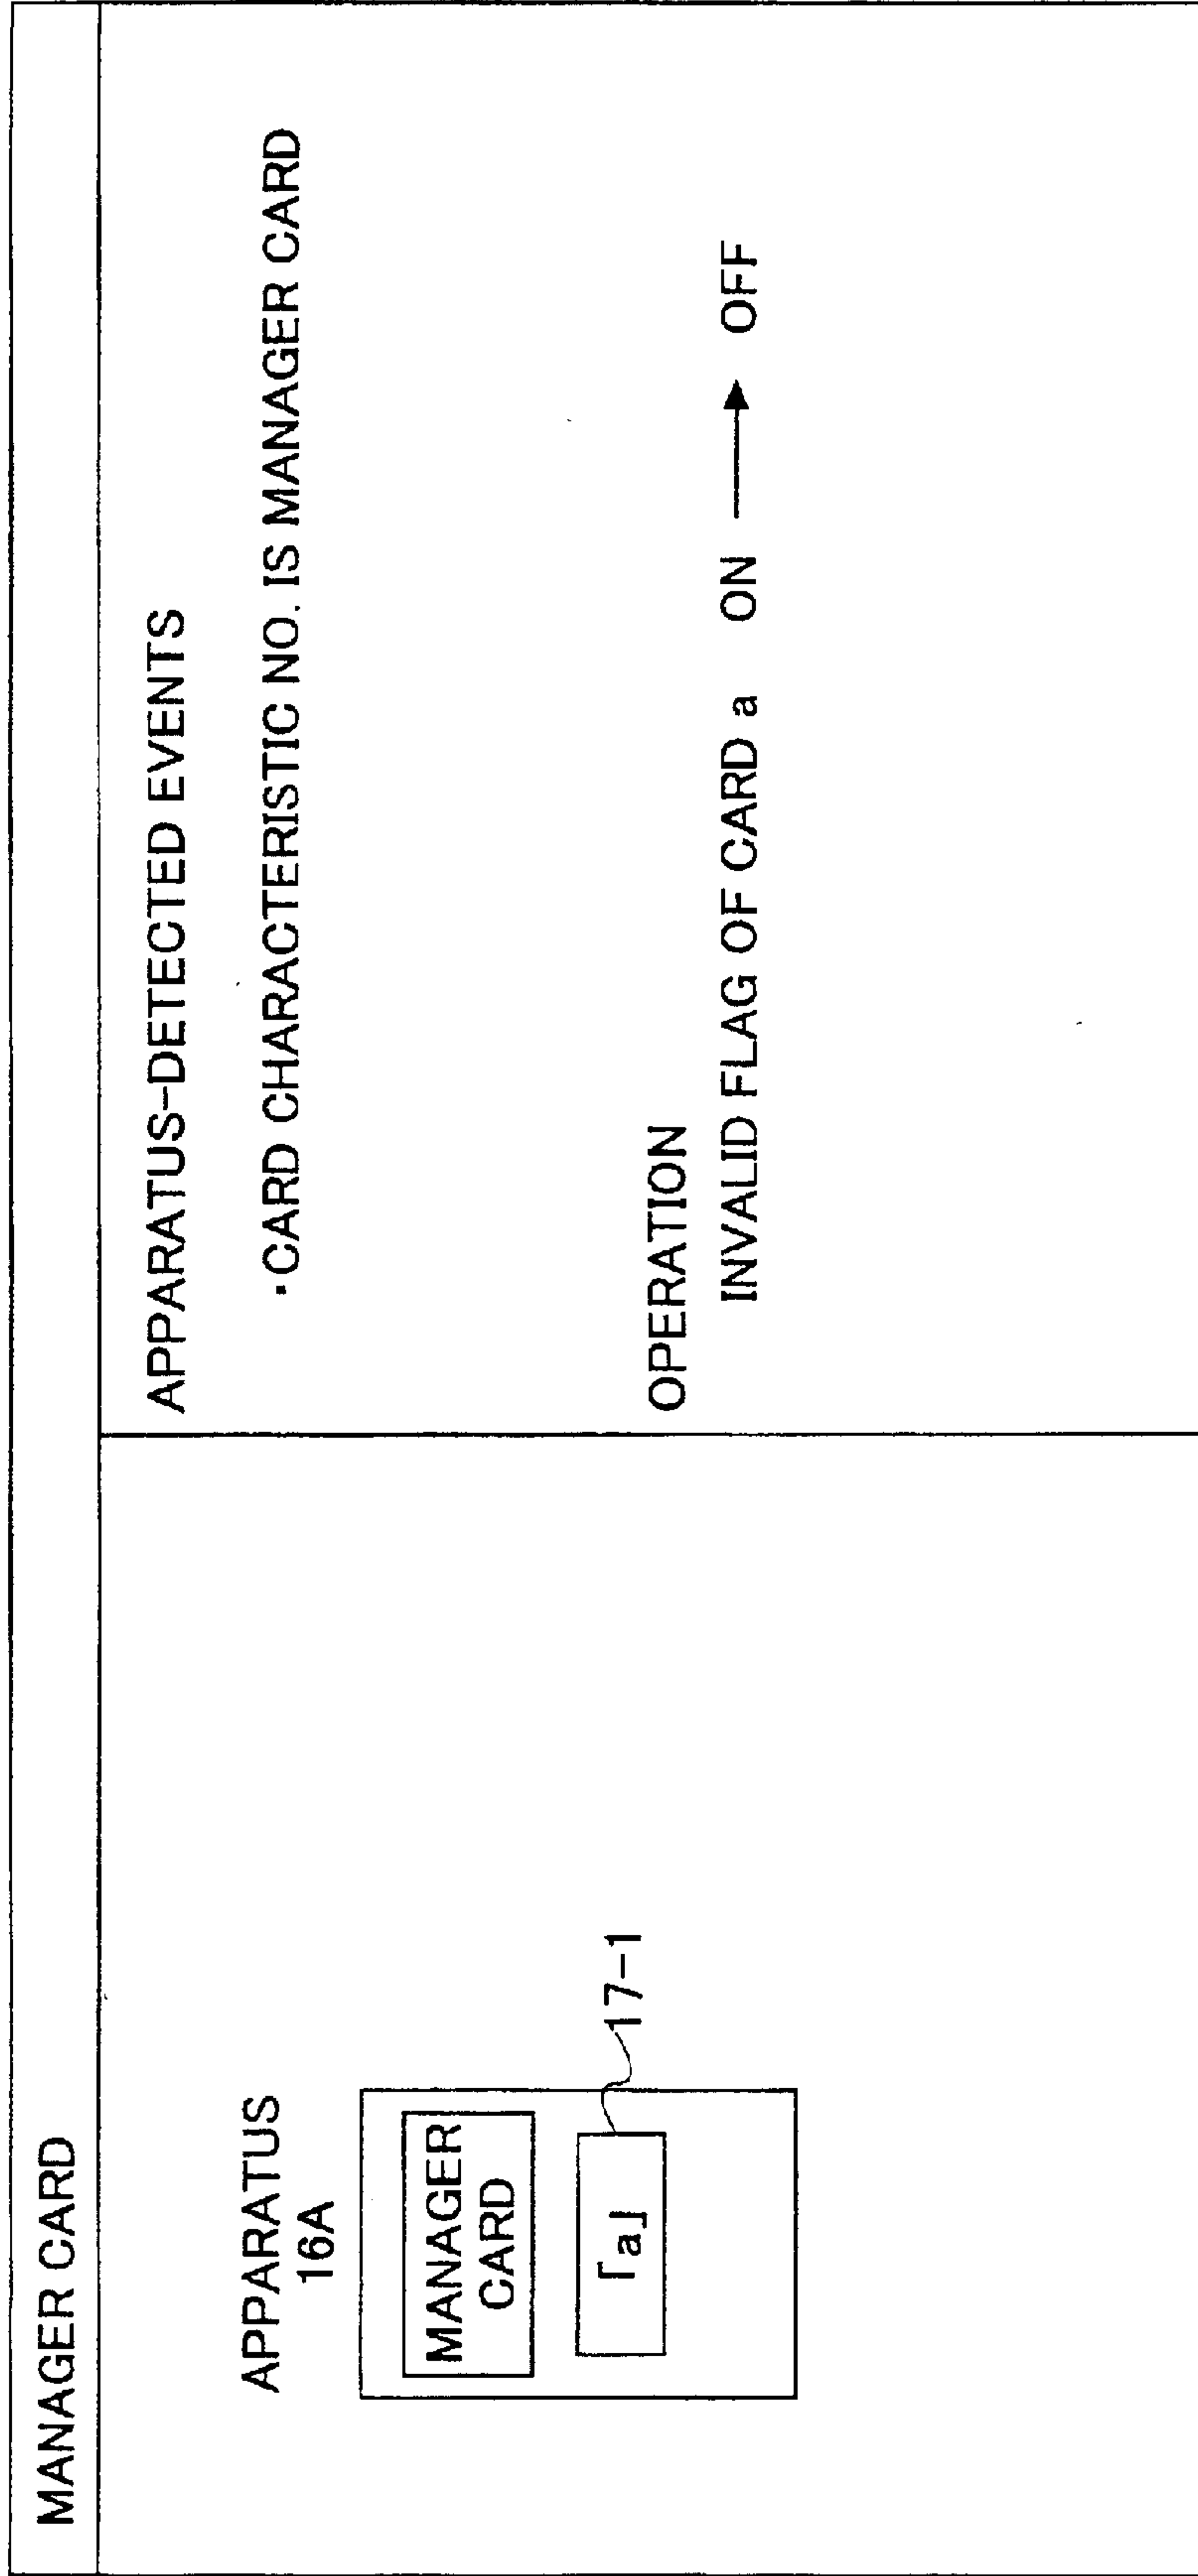 MANAGER CARD
APPARATUS
16A
MANAGER
CARD
「a」
17-1
APPARATUS-DETECTED EVENTS
・CARD CHARACTERISTIC NO. IS MANAGER CARD
OPERATION
INVALID FLAG OF CARD a ON → OFF